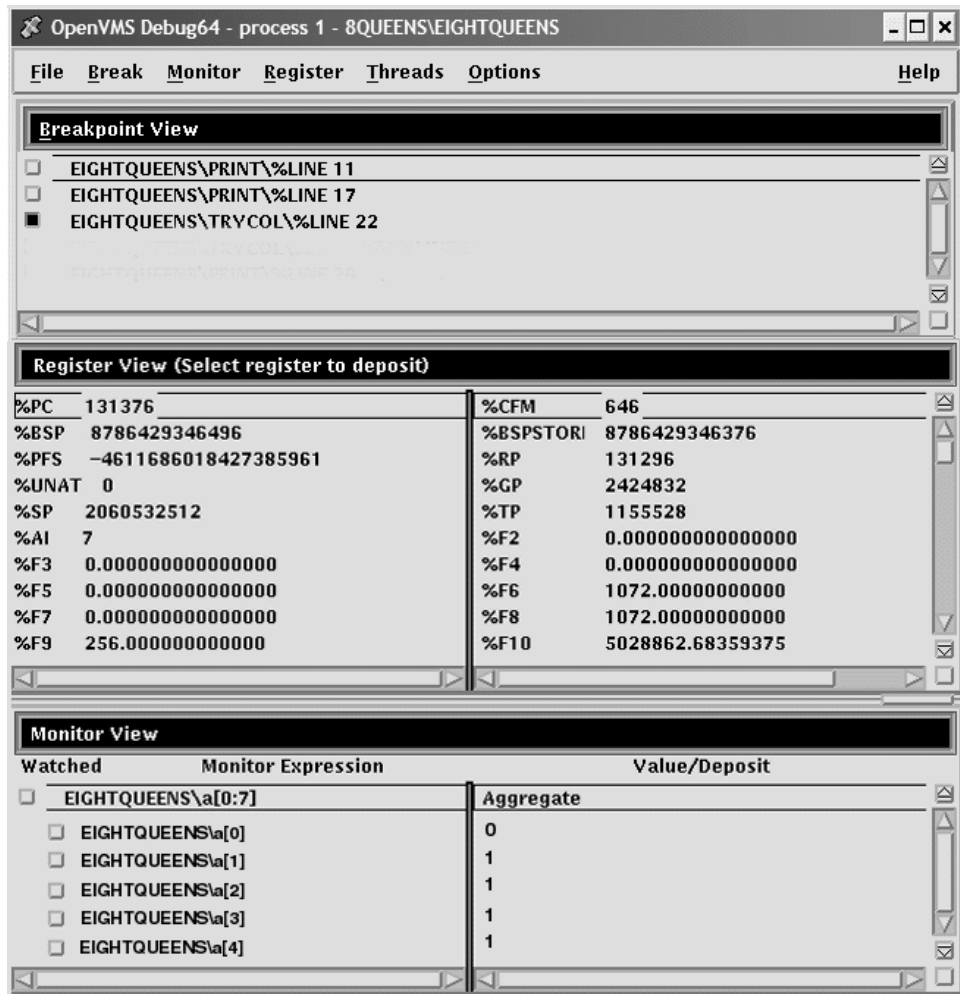 OpenVMS Debug64 - process 1 - 8QUEENS\EIGHTQUEENS
File Break Monitor Register Threads Options Help
Breakpoint View
EIGHTQUEENS\PRINT\%LINE 11
EIGHTQUEENS\PRINT\%LINE 17
EIGHTQUEENS\TRYCOL\%LINE 22
Register View (Select register to deposit)
%PC 131376 %CFM 646
%BSP 8786429346496 %BSPSTORI 8786429346376
%PFS -4611686018427385961 %RP 131296
%UNAT 0 %GP 2424832
%SP 2060532512 %TP 1155528
%AI 7 %F2 0.000000000000000
%F3 0.000000000000000 %F4 0.000000000000000
%F5 0.000000000000000 %F6 1072.00000000000
%F7 0.000000000000000 %F8 1072.00000000000
%F9 256.000000000000 %F10 5028862.68359375
Monitor View
Watched Monitor Expression Value/Deposit
EIGHTQUEENS\a[0:7] Aggregate
EIGHTQUEENS\a[0] 0
EIGHTQUEENS\a[1] 1
EIGHTQUEENS\a[2] 1
EIGHTQUEENS\a[3] 1
EIGHTQUEENS\a[4] 1